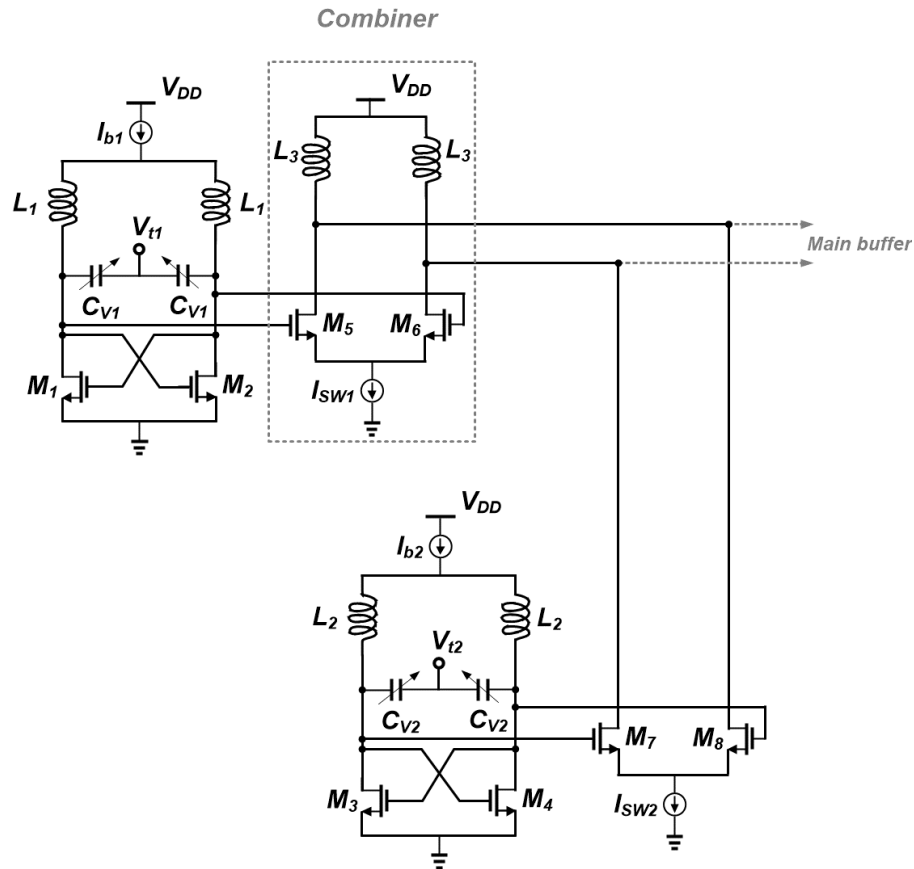 Combiner
V_DD
V_DD
I_b1
L_3
L_3
L_1
L_1
V_t1
Main buffer
C_V1
C_V1
M_5
M_6
M_1
M_2
I_SW1
V_DD
I_b2
L_2
L_2
V_t2
C_V2
C_V2
M_7
M_8
M_3
M_4
I_SW2